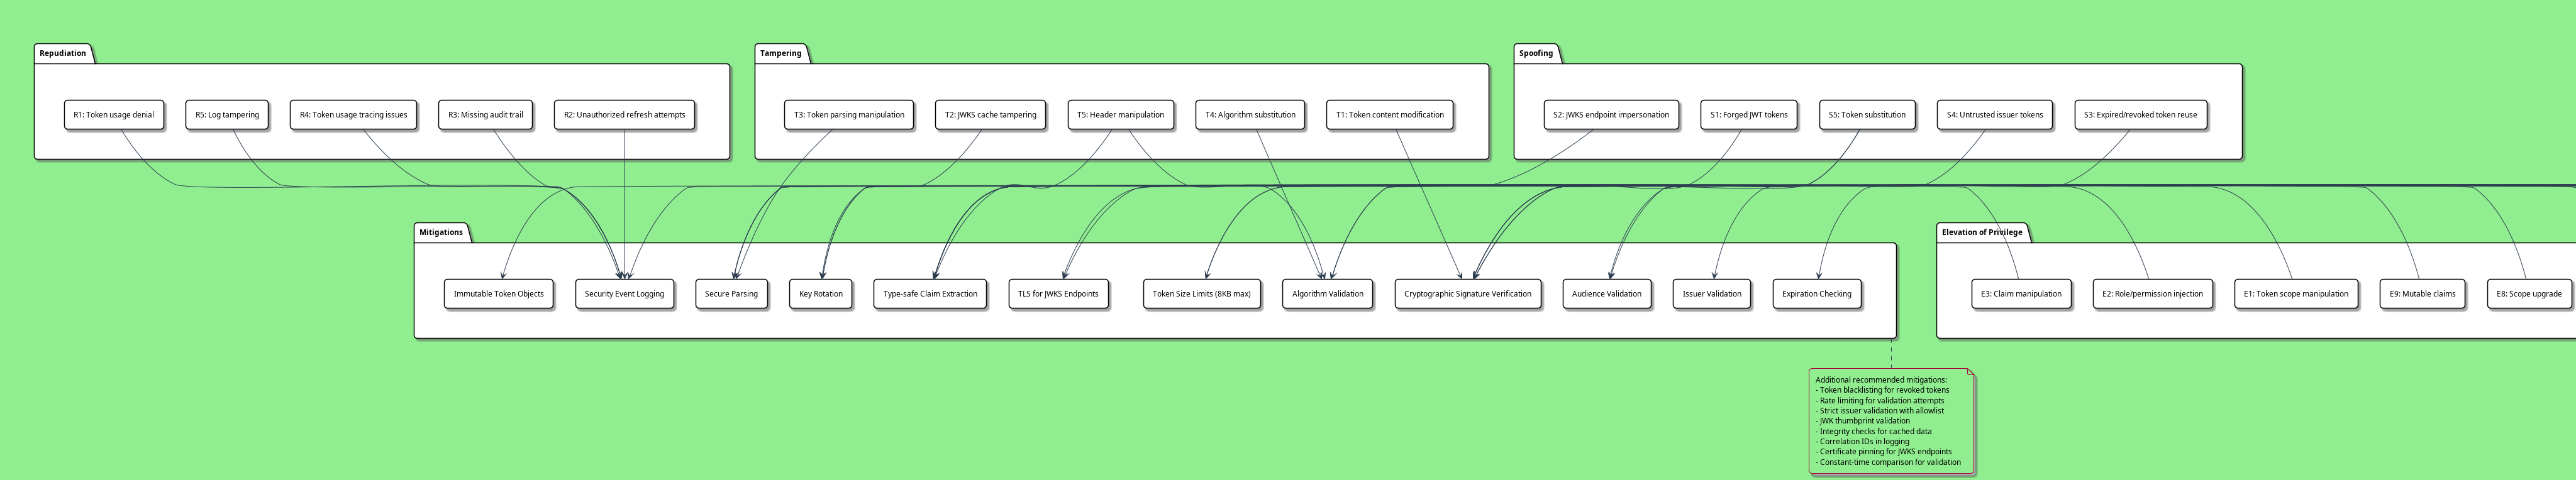 Repudiation
R1: Token usage denial
R5: Log tampering
R4: Token usage tracing issues
R3: Missing audit trail
R2: Unauthorized refresh attempts
Tampering
T3: Token parsing manipulation
T2: JWKS cache tampering
T5: Header manipulation
T4: Algorithm substitution
T1: Token content modification
Spoofing
S2: JWKS endpoint impersonation
S1: Forged JWT tokens
S5: Token substitution
S4: Untrusted issuer tokens
S3: Expired/revoked token reuse
Mitigations
Immutable Token Objects
Security Event Logging
Secure Parsing
Key Rotation
Type-safe Claim Extraction
TLS for JWKS Endpoints
Token Size Limits (8KB max)
Algorithm Validation
Cryptographic Signature Verification
Audience Validation
Issuer Validation
Expiration Checking
Elevation of Privilege
E3: Claim manipulation
E2: Role/permission injection
E1: Token scope manipulation
E9: Mutable claims
E8: Scope upgrade
Additional recommended mitigations:
- Token blacklisting for revoked tokens
- Rate limiting for validation attempts
- Strict issuer validation with allowlist
- JWK thumbprint validation
- Integrity checks for cached data
- Correlation IDs in logging
- Certificate pinning for JWKS endpoints
- Constant-time comparison for validation